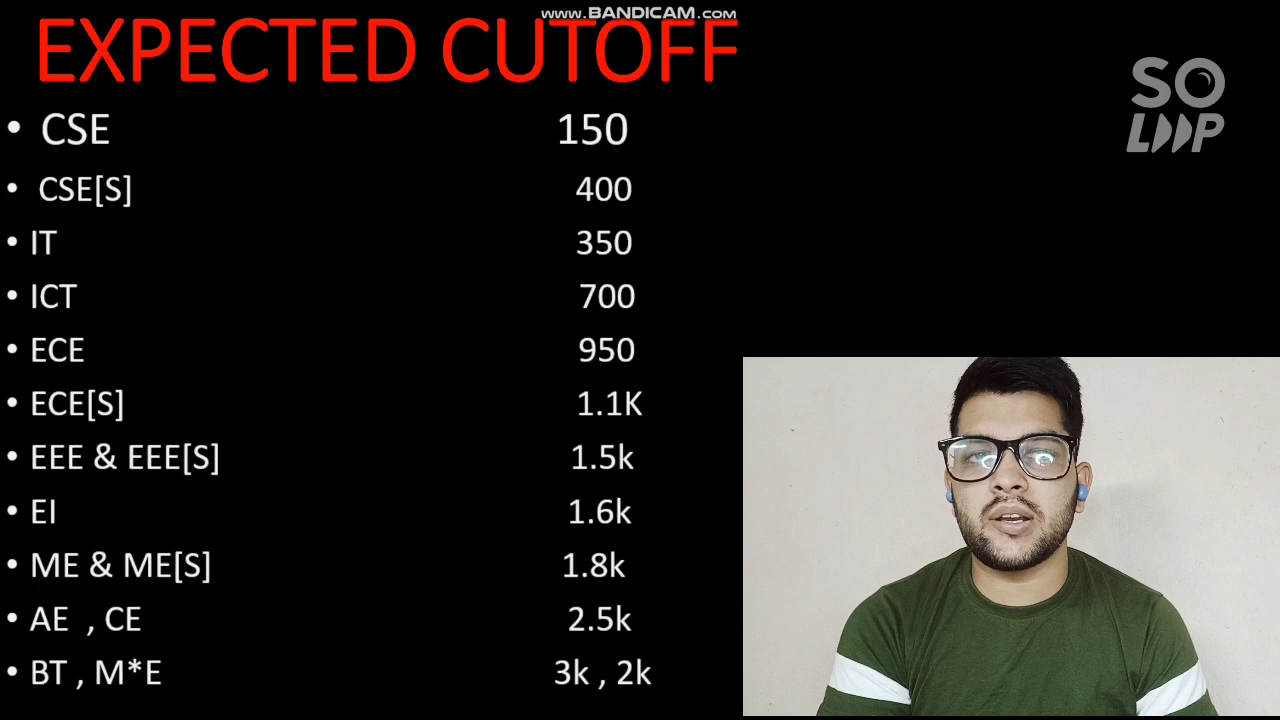 www.BANDICAM.com
EXPECTED CUTOFF
SO
LOOP
• CSE 150
• CSE[S] 400
• IT 350
• ICT 700
• ECE 950
• ECE[S] 1.1K
• EEE & EEE[S] 1.5k
• EI 1.6k
• ME & ME[S] 1.8k
• AE , CE 2.5k
• BT , M*E 3k , 2k